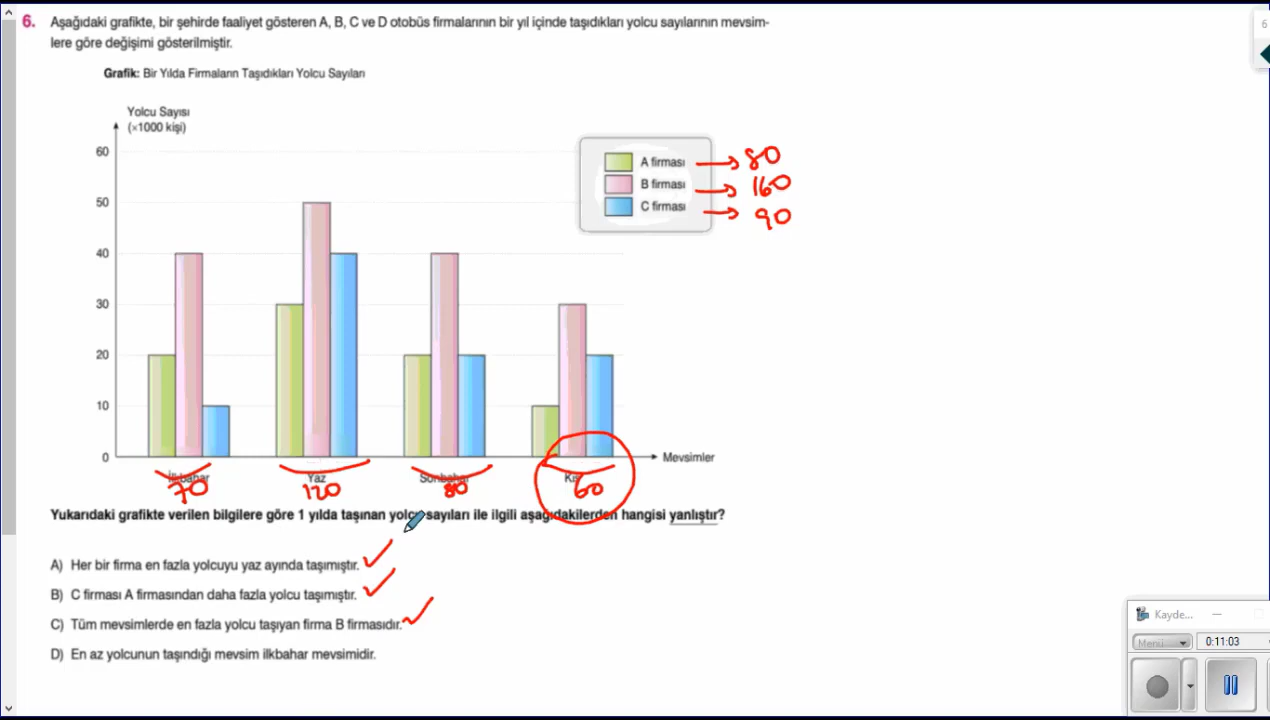 6. Aşağıdaki grafikte, bir şehirde faaliyet gösteren A, B, C ve D otobüs firmalarının bir yıl içinde taşıdıkları yolcu sayılarının mevsim-
lere göre değişimi gösterilmiştir.
Grafik: Bir Yılda Firmaların Taşıdıkları Yolcu Sayıları
Yolcu Sayısı
(×1000 kişi)
60
50
40
30
20
10
0
A firması → 80
B firması → 160
C firması → 90
Mevsimler
İlkbahar Yaz Sonbahar Kış
70 120 80 60
Yukarıdaki grafikte verilen bilgilere göre 1 yılda taşınan yolcu sayıları ile ilgili aşağıdakilerden hangisi yanlıştır?
A) Her bir firma en fazla yolcuyu yaz ayında taşımıştır.
B) C firması A firmasından daha fazla yolcu taşımıştır.
C) Tüm mevsimlerde en fazla yolcu taşıyan firma B firmasıdır.
D) En az yolcunun taşındığı mevsim ilkbahar mevsimidir.
6
Kayde...
Menü
0:11:03